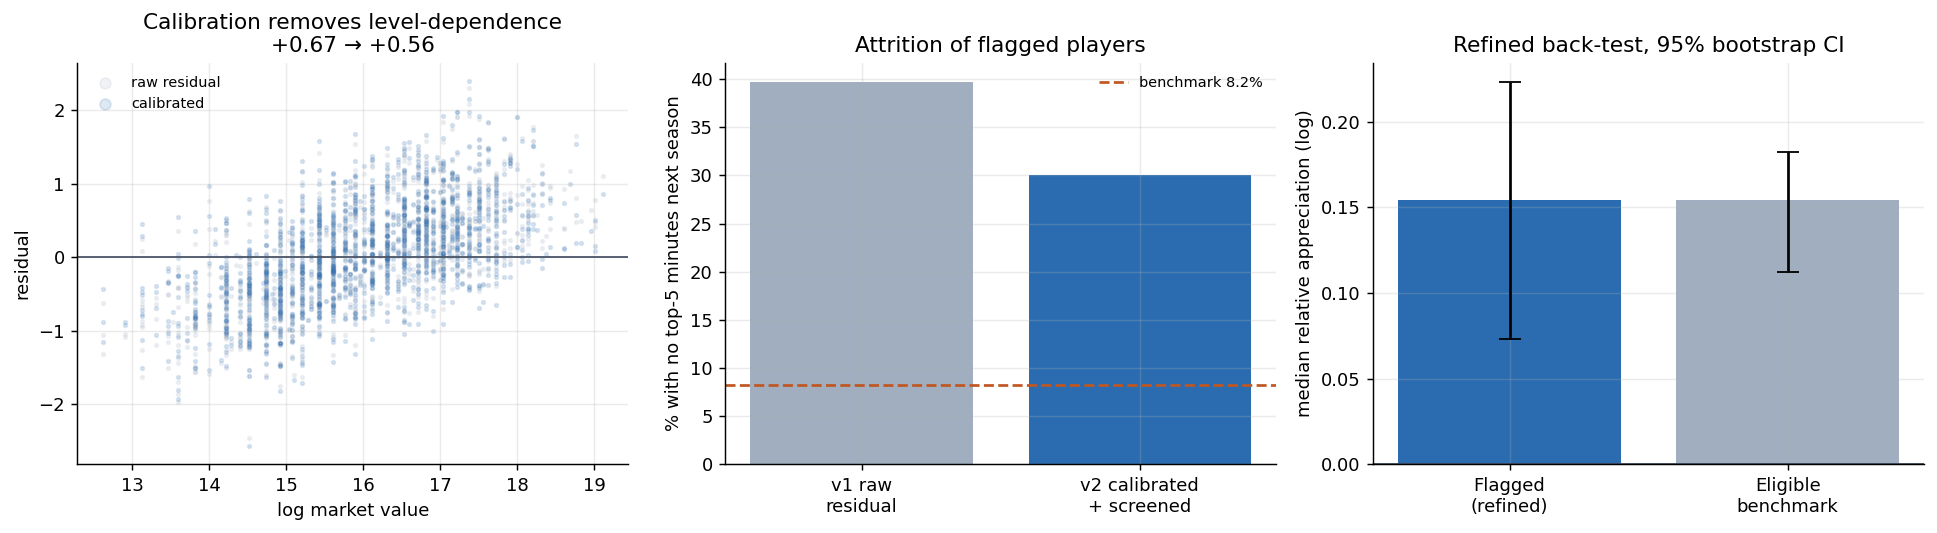 Calibration removes level-dependence
+0.67 → +0.56
raw residual
calibrated
residual
2
1
0
−1
−2
13 14 15 16 17 18 19
log market value
Attrition of flagged players
benchmark 8.2%
% with no top-5 minutes next season
40
35
30
25
20
15
10
5
0
v1 raw
residual
v2 calibrated
+ screened
Refined back-test, 95% bootstrap CI
median relative appreciation (log)
0.20
0.15
0.10
0.05
0.00
Flagged
(refined)
Eligible
benchmark